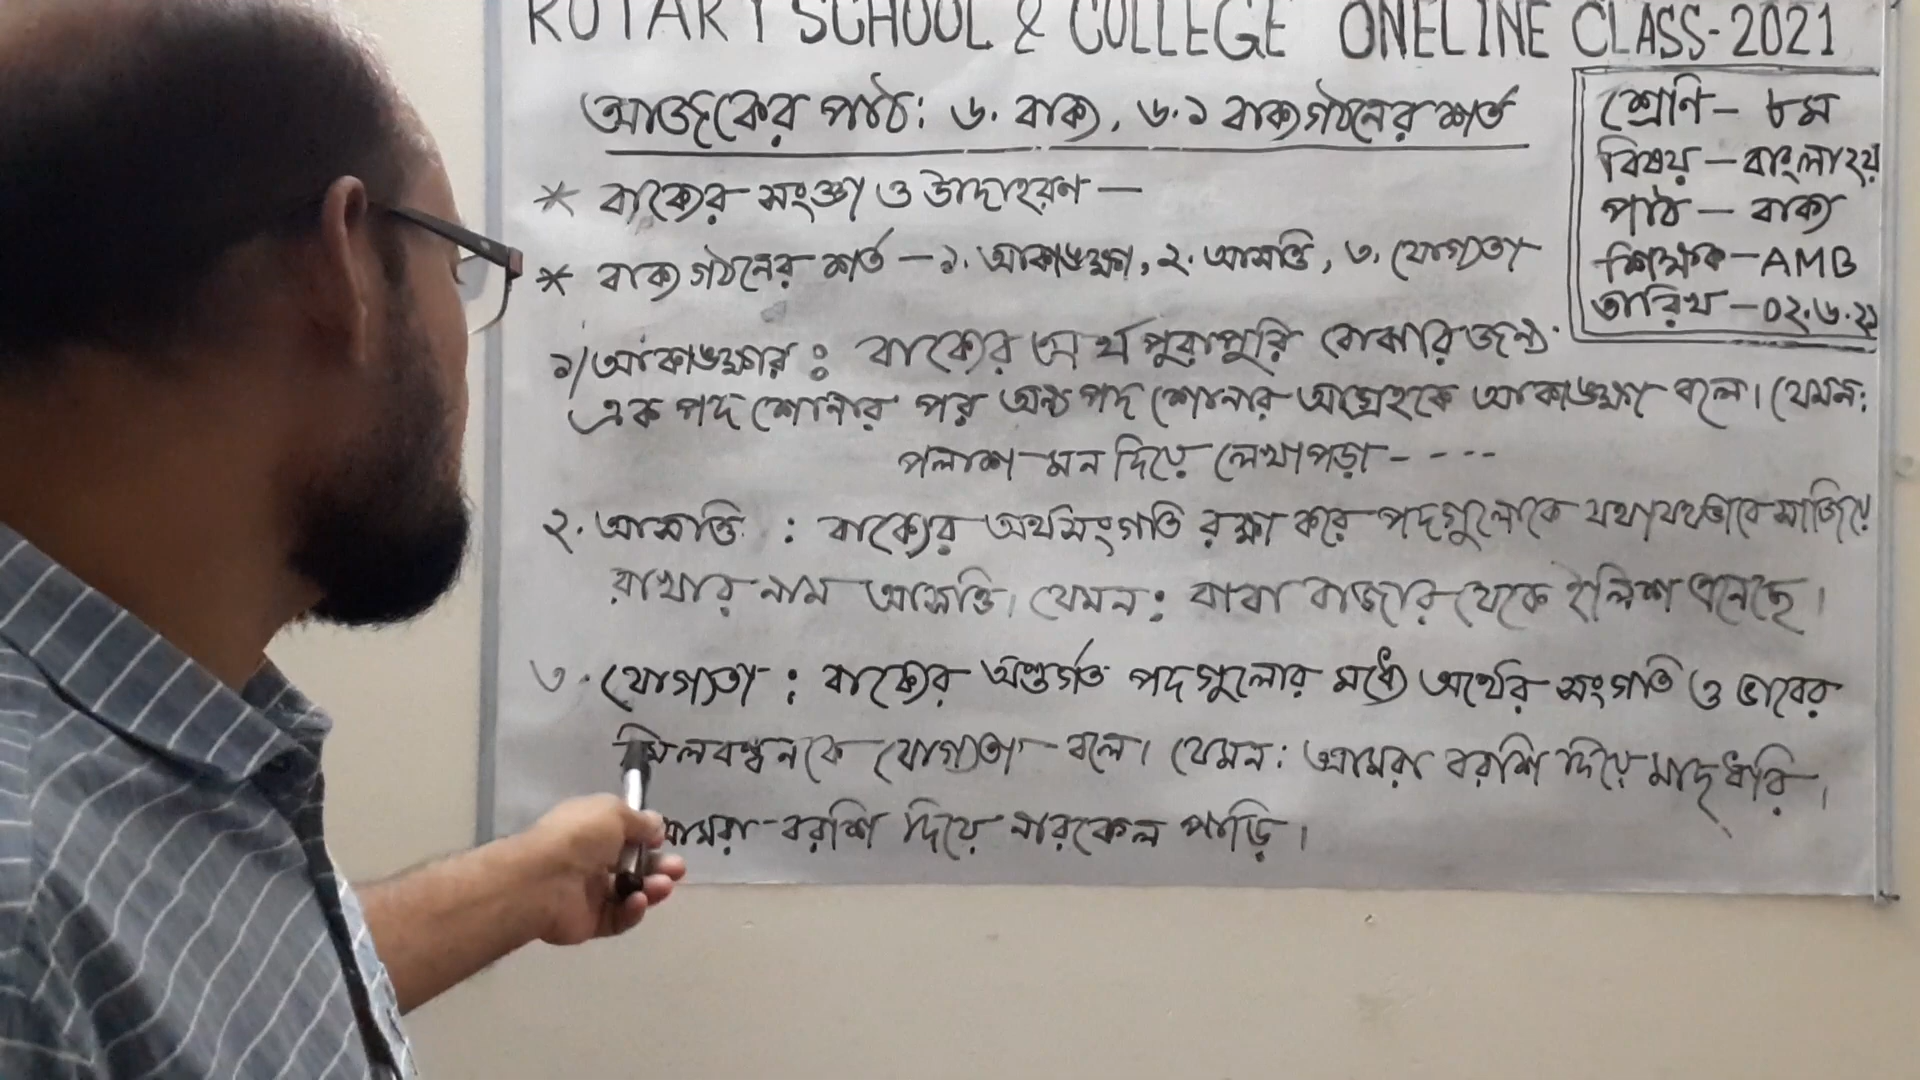 ROTARY SCHOOL & COLLEGE ONELINE CLASS-2021
আজকের পাঠ: ৬. বাক্য, ৬.১ বাক্য গঠনের শর্ত
শ্রেণি - ৮ম
বিষয় - বাংলা ২য়
পাঠ - বাক্য
শিক্ষক - AMB
তারিখ - ০২.৬.২১
* বাক্যের সংজ্ঞা ও উদাহরণ —
* বাক্য গঠনের শর্ত - ১. আকাঙ্ক্ষা, ২. আসত্তি, ৩. যোগ্যতা
১/ আকাঙ্ক্ষার : বাক্যের অর্থ পুরাপুরি বোঝার জন্য
এক পদ শোনার পর অন্য পদ শোনার আগ্রহকে আকাঙ্ক্ষা বলে। যেমন:
পলাশ মন দিয়ে লেখাপড়া - - - -
২. আসত্তি : বাক্যের অর্থসংগতি রক্ষা করে পদগুলোকে যথাযথভাবে সাজিয়ে
রাখার নাম আসত্তি। যেমন: বাবা বাজার থেকে ইলিশ এনেছে।
৩. যোগ্যতা : বাক্যের অন্তর্গত পদগুলোর মধ্যে অর্থের সংগতি ও ভাবের
মিলবন্ধনকে যোগ্যতা বলে। যেমন: আমরা বরশি দিয়ে মাছ ধরি।
আমরা বরশি দিয়ে নারকেল পাড়ি।